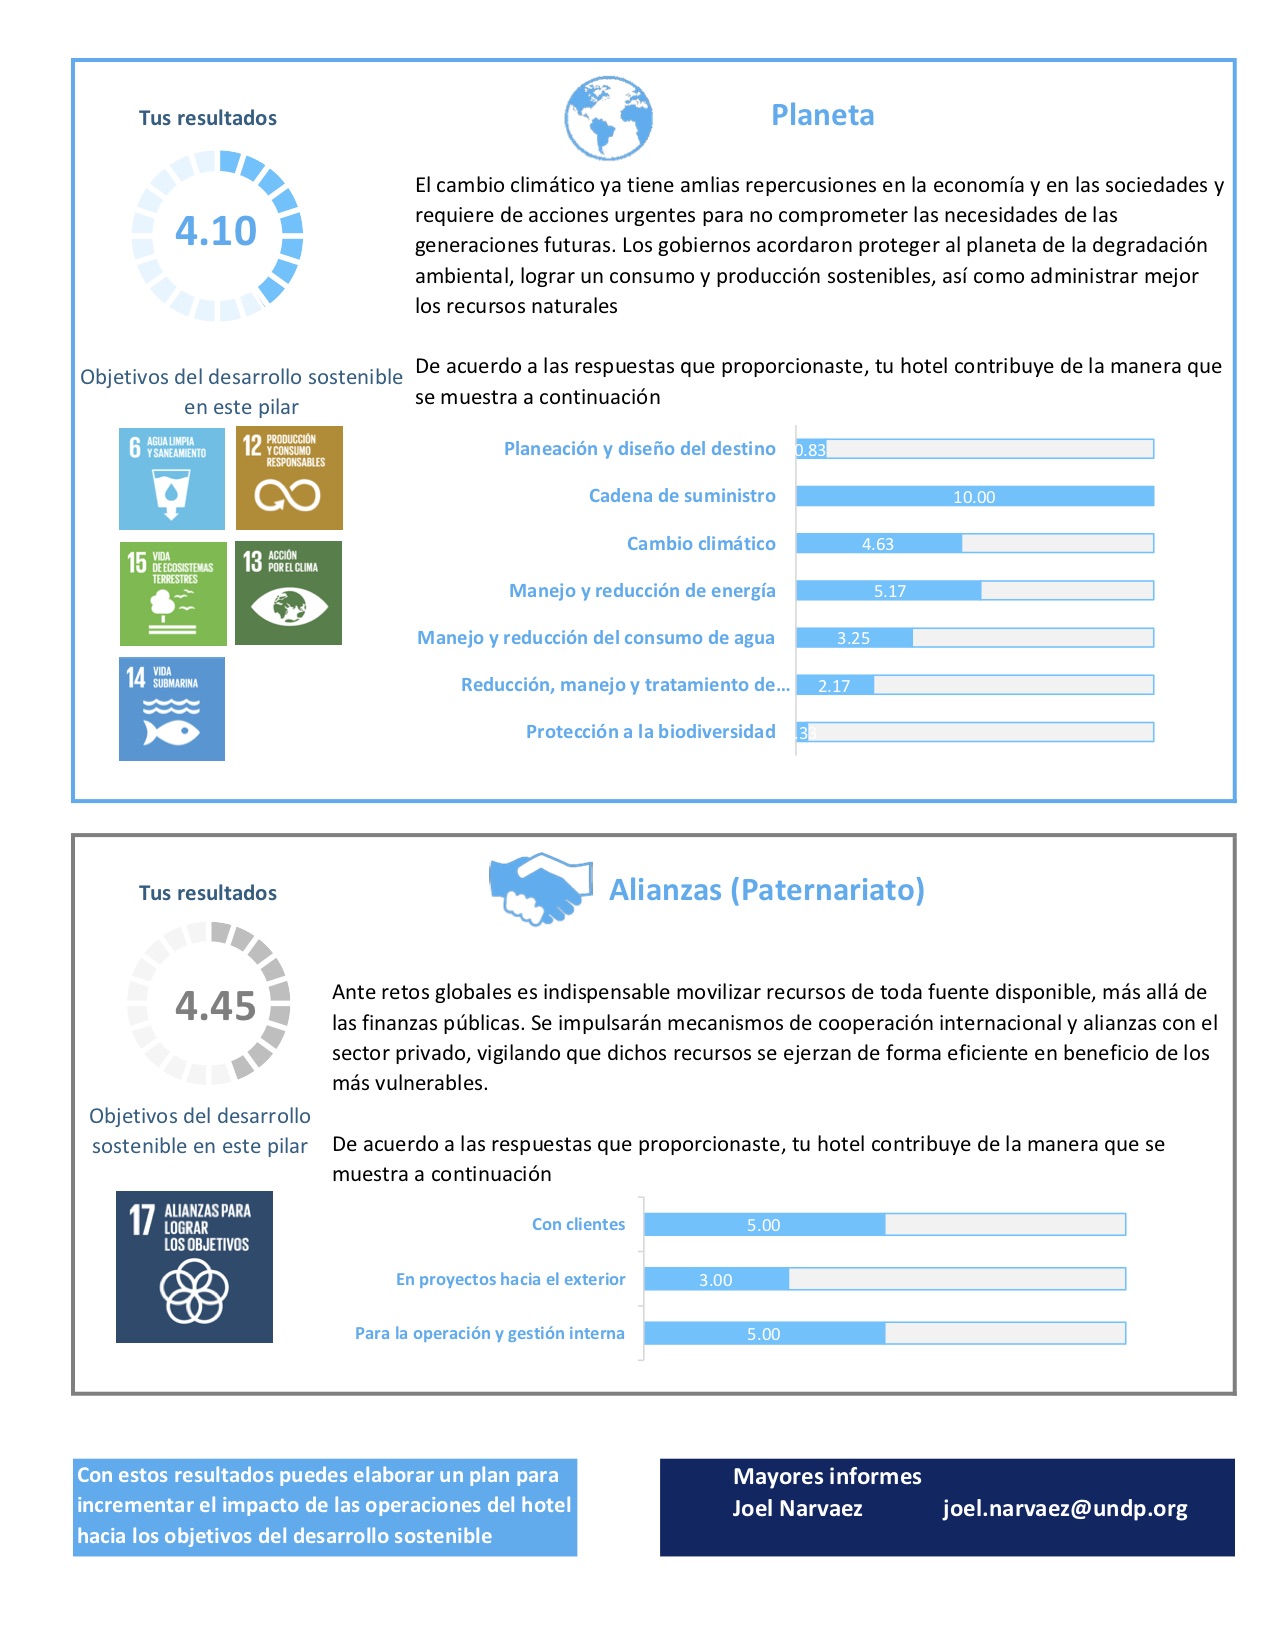 Tus resultados
Planeta
4.10
El cambio climático ya tiene amlias repercusiones en la economía y en las sociedades y
requiere de acciones urgentes para no comprometer las necesidades de las
generaciones futuras. Los gobiernos acordaron proteger al planeta de la degradación
ambiental, lograr un consumo y producción sostenibles, así como administrar mejor
los recursos naturales
De acuerdo a las respuestas que proporcionaste, tu hotel contribuye de la manera que
se muestra a continuación
Objetivos del desarrollo sostenible
en este pilar
6 AGUA LIMPIA
Y SANEAMIENTO
12 PRODUCCIÓN
Y CONSUMO
RESPONSABLES
15 VIDA
DE ECOSISTEMAS
TERRESTRES
13 ACCIÓN
POR EL CLIMA
14 VIDA
SUBMARINA
Planeación y diseño del destino 0.83
Cadena de suministro 10.00
Cambio climático 4.63
Manejo y reducción de energía 5.17
Manejo y reducción del consumo de agua 3.25
Reducción, manejo y tratamiento de... 2.17
Protección a la biodiversidad
Tus resultados
Alianzas (Paternariato)
4.45
Ante retos globales es indispensable movilizar recursos de toda fuente disponible, más allá de
las finanzas públicas. Se impulsarán mecanismos de cooperación internacional y alianzas con el
sector privado, vigilando que dichos recursos se ejerzan de forma eficiente en beneficio de los
más vulnerables.
De acuerdo a las respuestas que proporcionaste, tu hotel contribuye de la manera que se
muestra a continuación
Objetivos del desarrollo
sostenible en este pilar
17 ALIANZAS PARA
LOGRAR
LOS OBJETIVOS
Con clientes 5.00
En proyectos hacia el exterior 3.00
Para la operación y gestión interna 5.00
Con estos resultados puedes elaborar un plan para
incrementar el impacto de las operaciones del hotel
hacia los objetivos del desarrollo sostenible
Mayores informes
Joel Narvaez joel.narvaez@undp.org